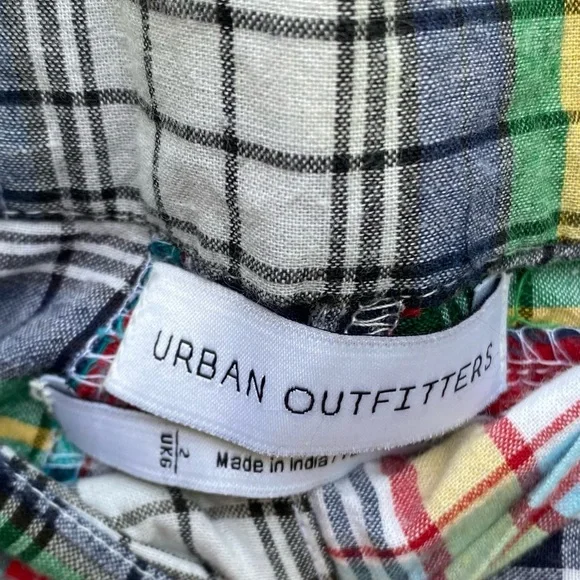 URBAN OUTFITTERS
2
UK6
Made in India /